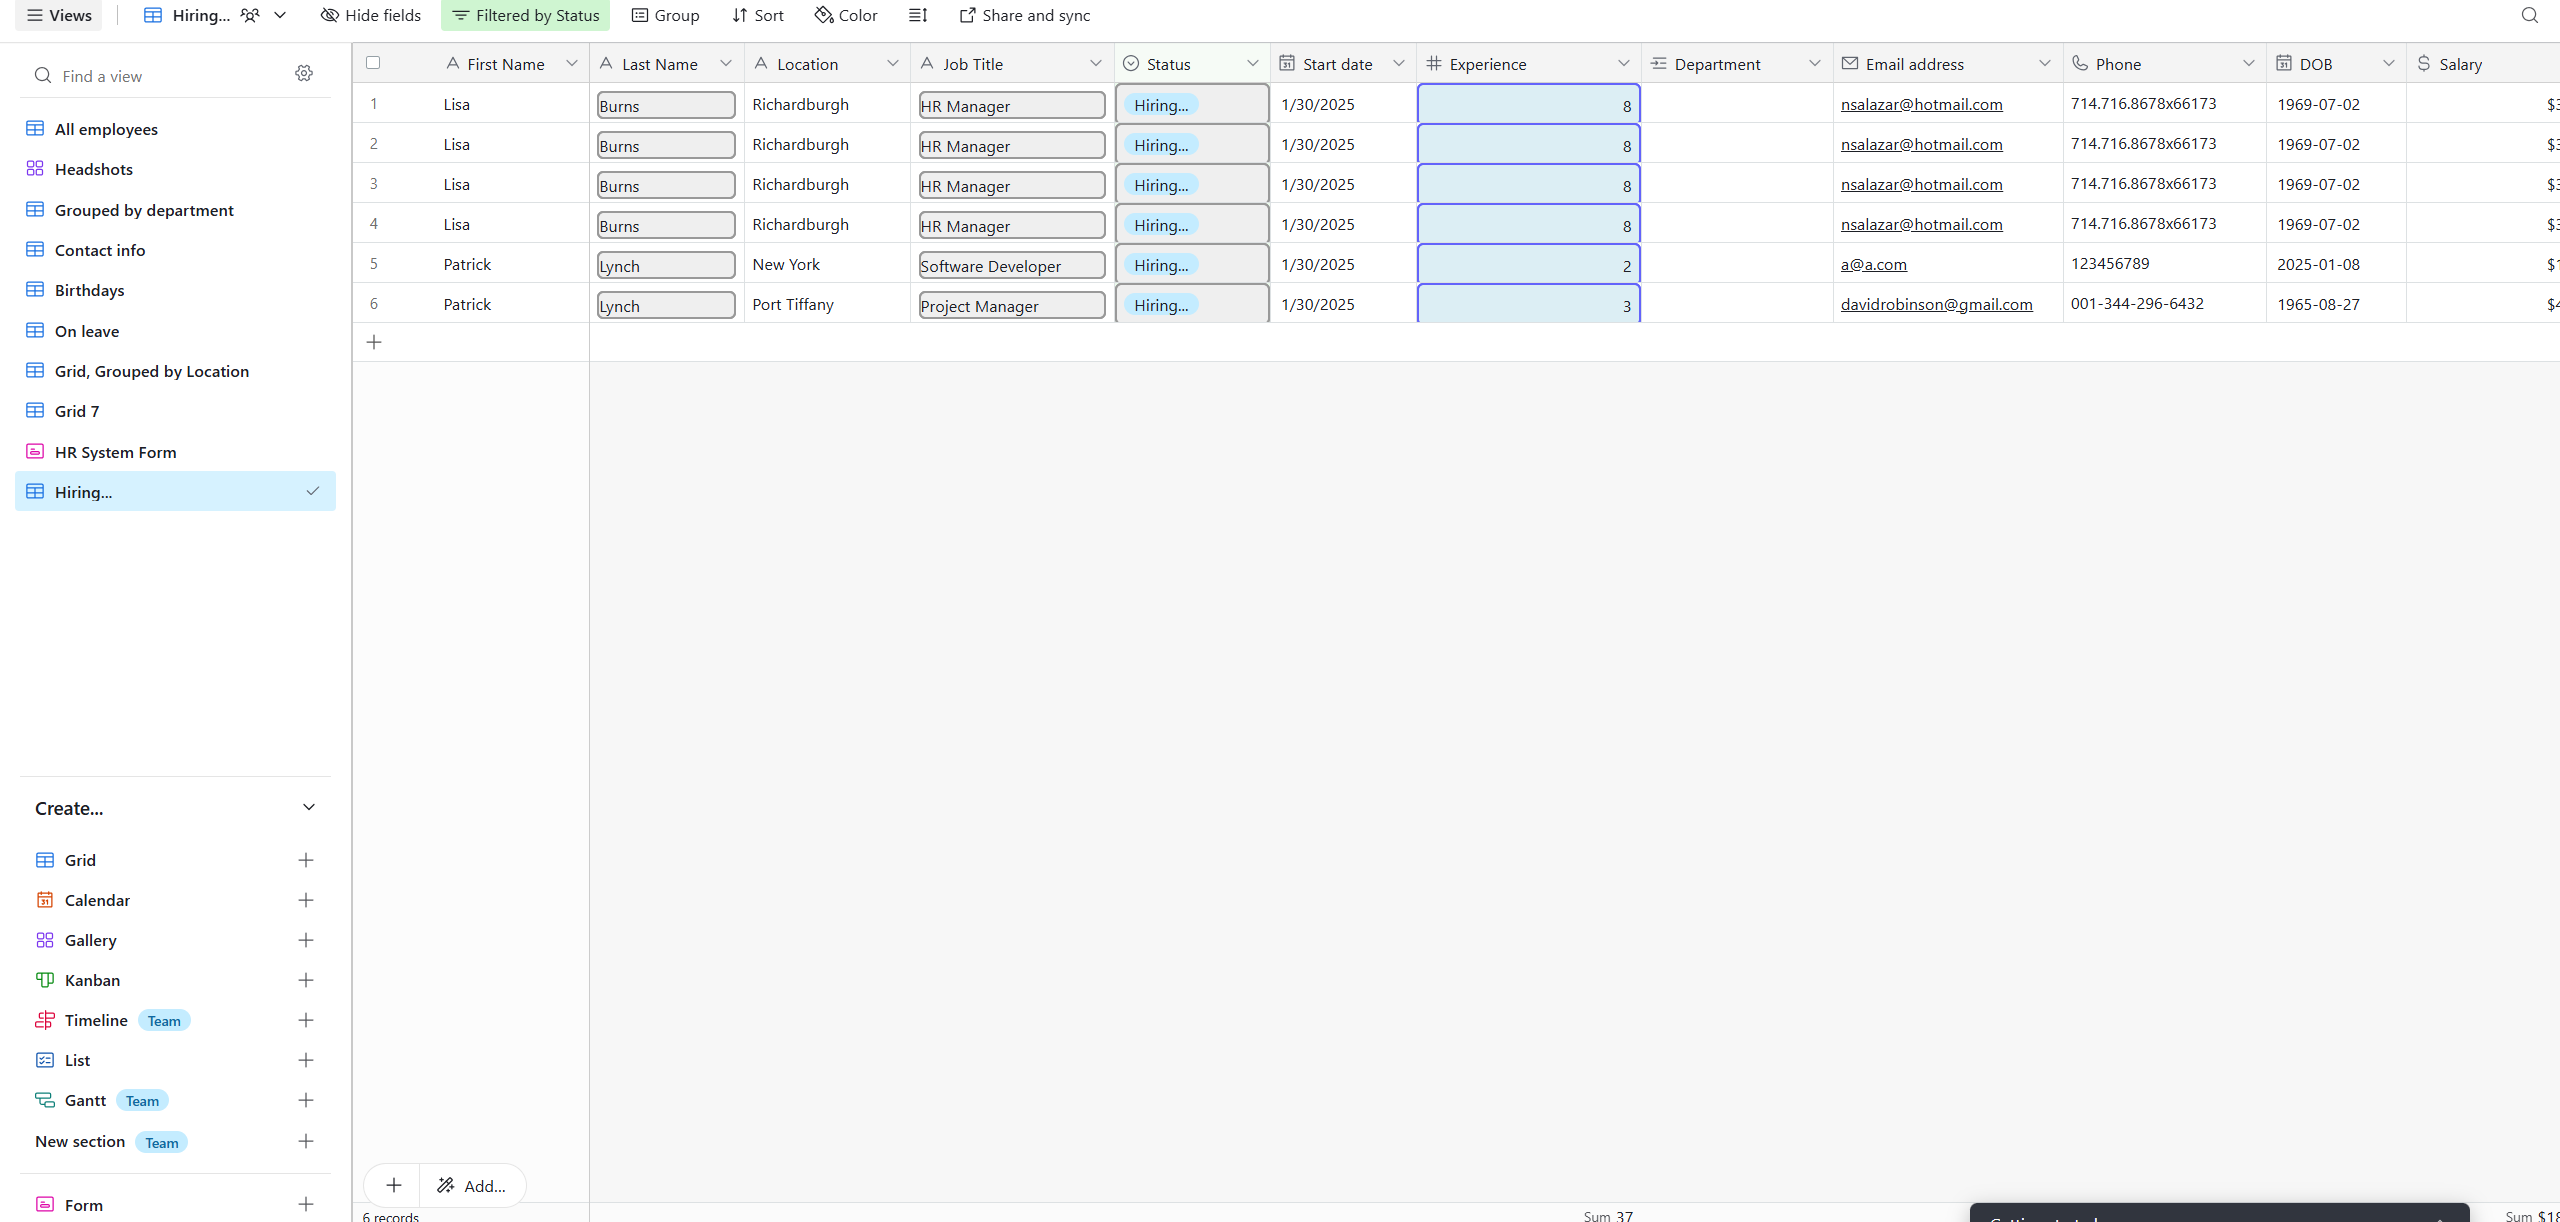 Views Hiring... Hide fields Filtered by Status Group Sort Color Share and sync
Find a view
All employees
Headshots
Grouped by department
Contact info
Birthdays
On leave
Grid, Grouped by Location
Grid 7
HR System Form
Hiring...
Create...
Grid
Calendar
Gallery
Kanban
Timeline Team
List
Gantt Team
New section Team
Form
First Name Last Name Location Job Title Status Start date Experience Department Email address Phone DOB Salary
1 Lisa Burns Richardburgh HR Manager Hiring... 1/30/2025 8 nsalazar@hotmail.com 714.716.8678x66173 1969-07-02
2 Lisa Burns Richardburgh HR Manager Hiring... 1/30/2025 8 nsalazar@hotmail.com 714.716.8678x66173 1969-07-02
3 Lisa Burns Richardburgh HR Manager Hiring... 1/30/2025 8 nsalazar@hotmail.com 714.716.8678x66173 1969-07-02
4 Lisa Burns Richardburgh HR Manager Hiring... 1/30/2025 8 nsalazar@hotmail.com 714.716.8678x66173 1969-07-02
5 Patrick Lynch New York Software Developer Hiring... 1/30/2025 2 a@a.com 123456789 2025-01-08
6 Patrick Lynch Port Tiffany Project Manager Hiring... 1/30/2025 3 davidrobinson@gmail.com 001-344-296-6432 1965-08-27
Add...
6 records Sum 37 Sum